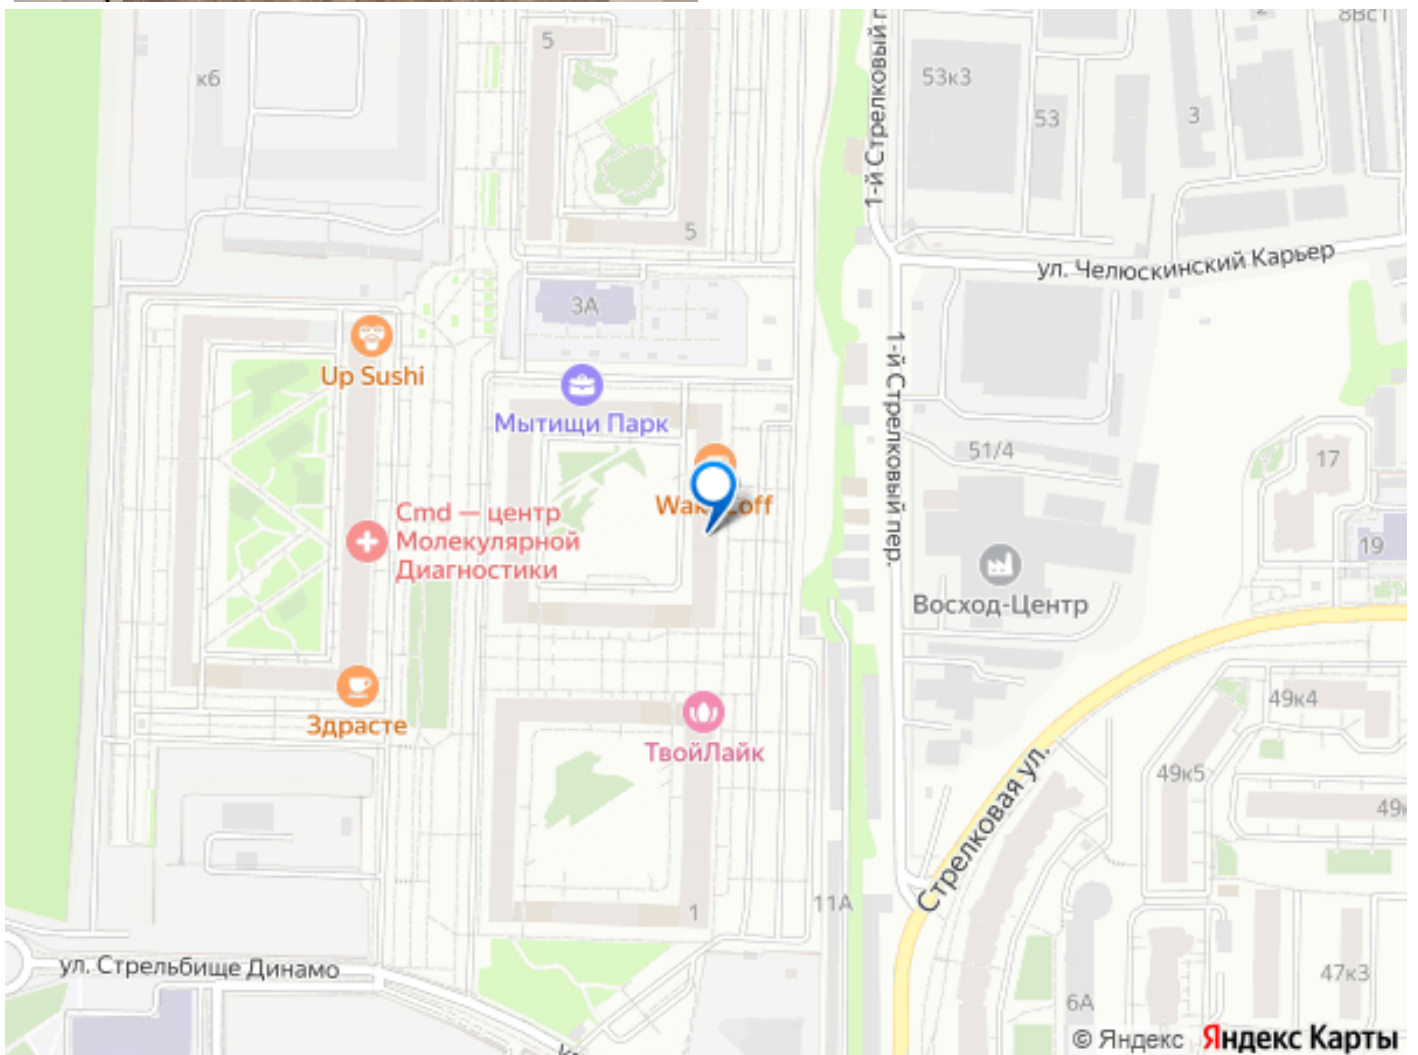 8Вс1
5
к6
53к3
53
3
1-й Стрелковый
5
ул. Челюскинский Карьер
3А
Up Sushi
Мытищи Парк
1-й Стрелковый пер.
51/4
17
Cmd — центр
Молекулярной
Диагностики
19
Восход-Центр
49к4
Здрасте
ТвойЛайк
49к5
Стрелковая ул.
11А
1
ул. Стрельбище Динамо
47к3
6А
© Яндекс Яндекс Карты